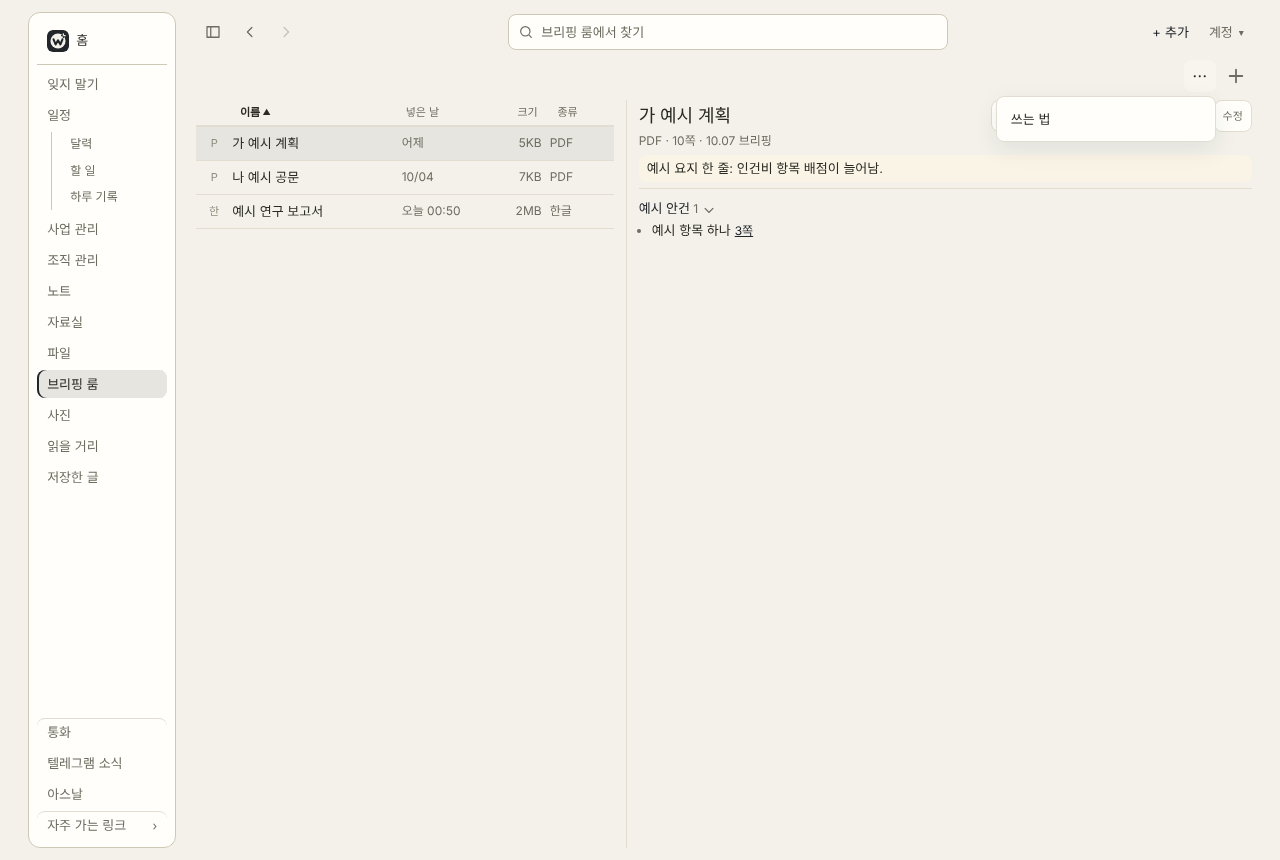 홈
잊지 말기
일정
달력
할 일
하루 기록
사업 관리
조직 관리
노트
자료실
파일
브리핑 룸
사진
읽을 거리
저장한 글
통화
텔레그램 소식
아스날
자주 가는 링크 ›
브리핑 룸에서 찾기
+ 추가
계정 ▼
···
쓰는 법
수정
이름▲ 넣은 날 크기 종류
P 가 예시 계획 어제 5KB PDF
P 나 예시 공문 10/04 7KB PDF
한 예시 연구 보고서 오늘 00:50 2MB 한글
가 예시 계획
PDF · 10쪽 · 10.07 브리핑
예시 요지 한 줄: 인건비 항목 배점이 늘어남.
예시 안건 1
• 예시 항목 하나 3쪽